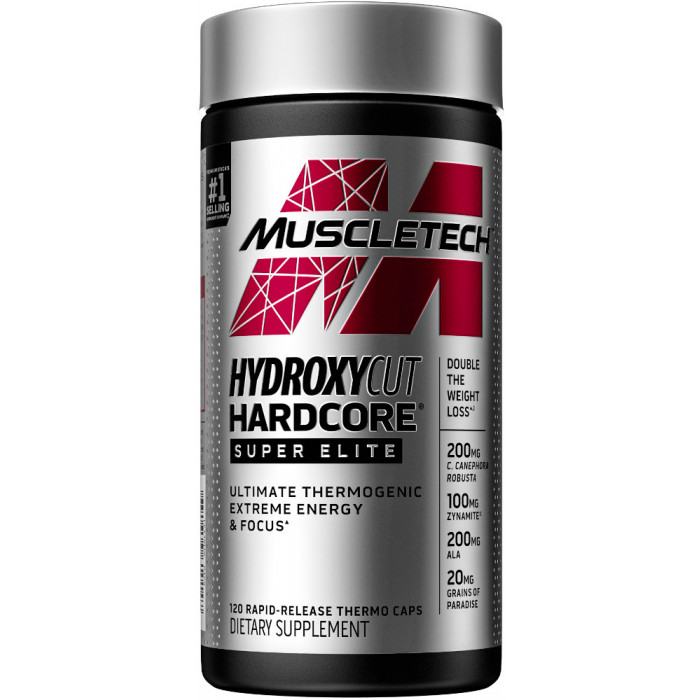 #1
SELLING
MUSCLETECH
HYDROXYCUT
HARDCORE®
SUPER ELITE
ULTIMATE THERMOGENIC
EXTREME ENERGY
& FOCUS▲
120 RAPID-RELEASE THERMO CAPS
DIETARY SUPPLEMENT
DOUBLE
THE
WEIGHT
LOSS
200MG
C. CANEPHORA
ROBUSTA
100MG
ZYNAMITE®
200MG
ALA
20MG
GRAINS OF
PARADISE